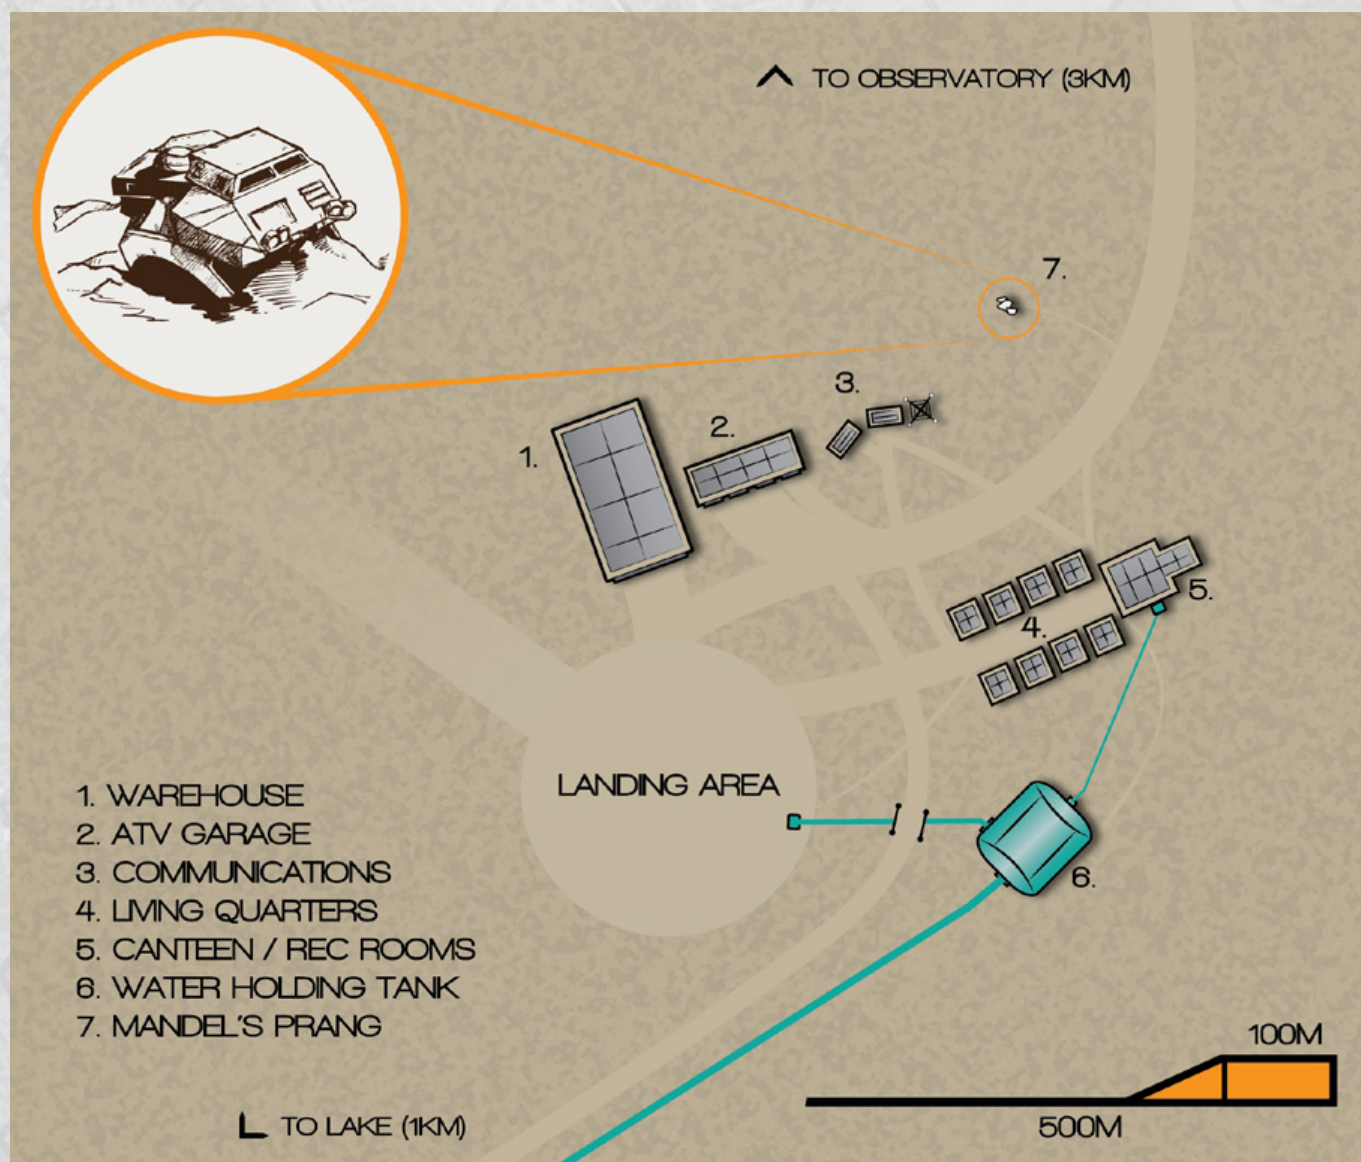 TO OBSERVATORY (3KM)
7.
3.
2.
1.
5.
4.
LANDING AREA
6.
1. WAREHOUSE
2. ATV GARAGE
3. COMMUNICATIONS
4. LIVING QUARTERS
5. CANTEEN / REC ROOMS
6. WATER HOLDING TANK
7. MANDEL'S PRANG
100M
500M
TO LAKE (1KM)